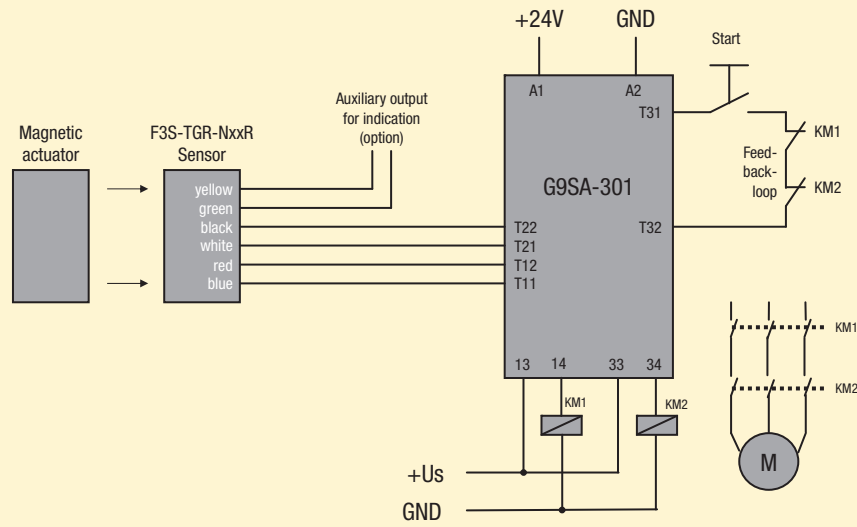 +24V
GND
Start
A1
A2
T31
Auxiliary output
for indication
(option)
Magnetic
actuator
F3S-TGR-NxxR
Sensor
KM1
Feed-
back-
loop
G9SA-301
KM2
yellow
green
black
white
red
blue
T22
T21
T12
T11
T32
13
14
33
34
KM1
KM2
KM1
KM2
M
+Us
GND